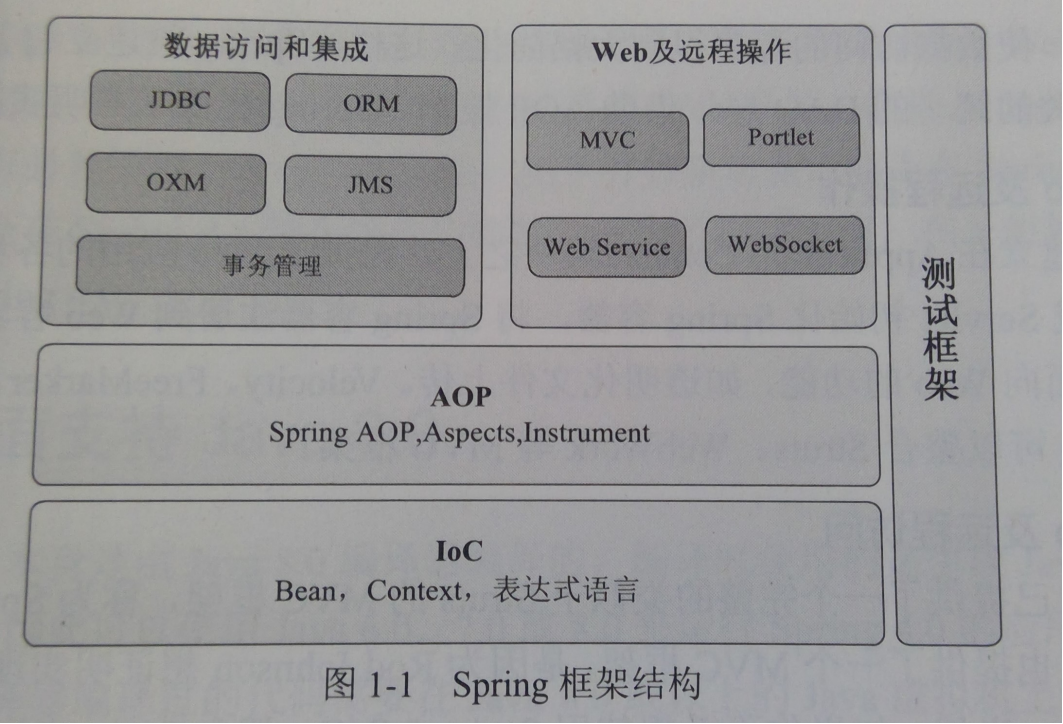 数据访问和集成
JDBC
ORM
OXM
JMS
事务管理
Web及远程操作
MVC
Portlet
Web Service
WebSocket
测试框架
AOP
Spring AOP,Aspects,Instrument
IoC
Bean，Context，表达式语言
图 1-1 Spring 框架结构